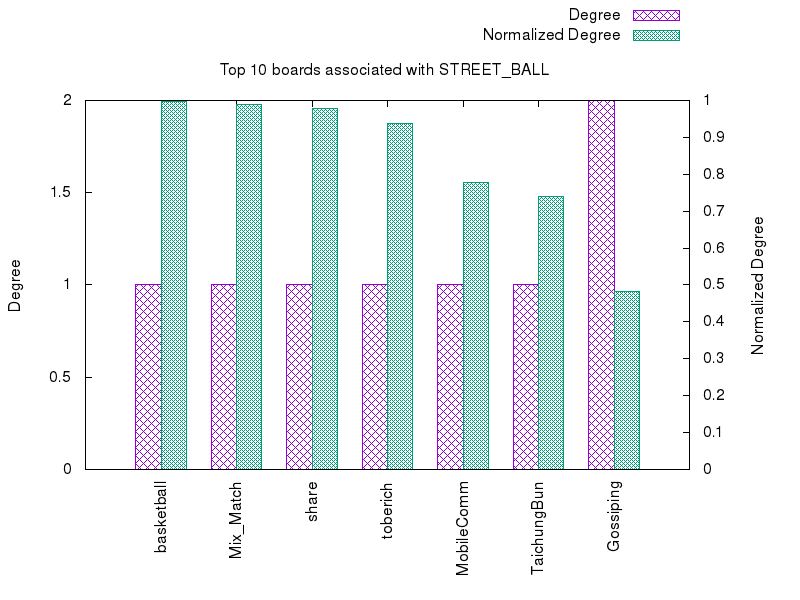 Degree
Normalized Degree
Top 10 boards associated with STREET_BALL
2
1.5
1
0.5
0
Degree
1
0.9
0.8
0.7
0.6
0.5
0.4
0.3
0.2
0.1
0
Normalized Degree
basketball
Mix_Match
share
toberich
MobileComm
TaichungBun
Gossiping